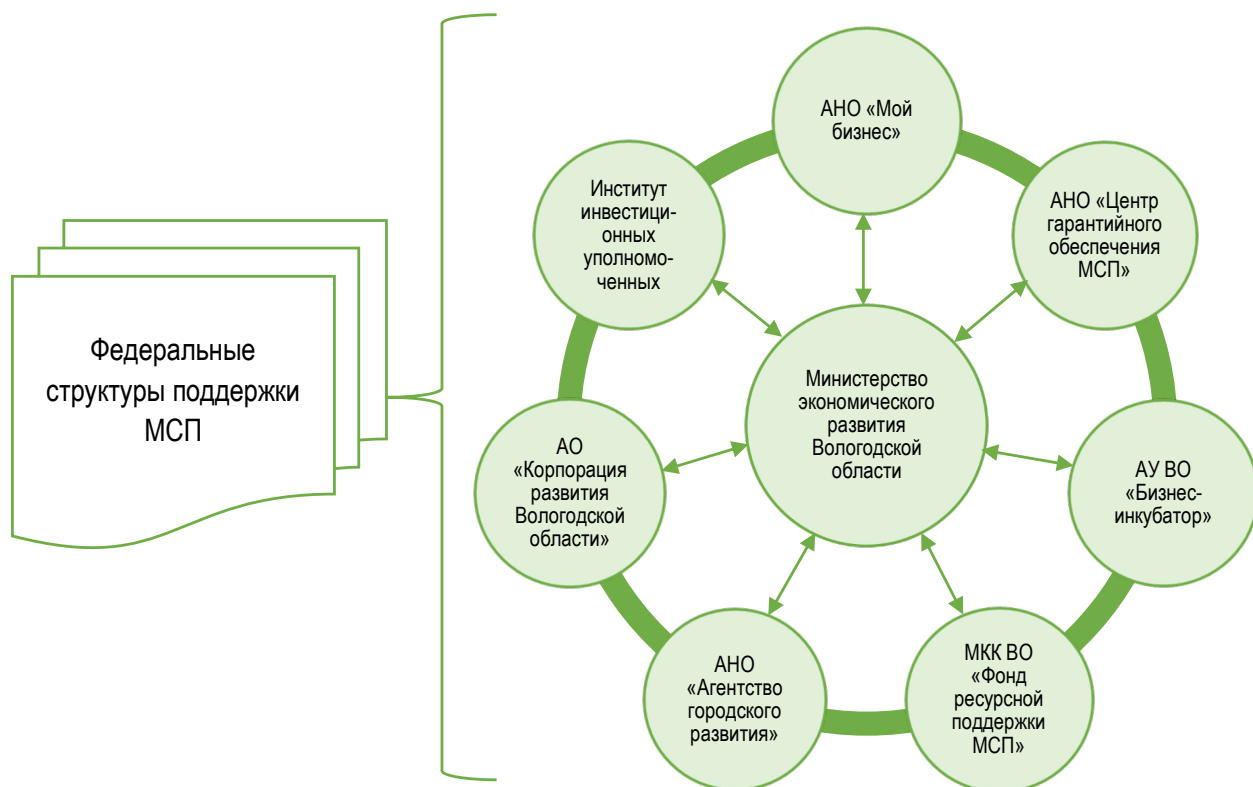 Федеральные
структуры поддержки
МСП
АНО «Мой
бизнес»
АНО «Центр
гарантийного
обеспечения
МСП»
АУ ВО
«Бизнес-
инкубатор»
МКК ВО
«Фонд
ресурсной
поддержки
МСП»
АНО
«Агентство
городского
развития»
АО
«Корпорация
развития
Вологодской
области»
Институт
инвестици-
онных
уполномо-
ченных
Министерство
экономического
развития
Вологодской
области